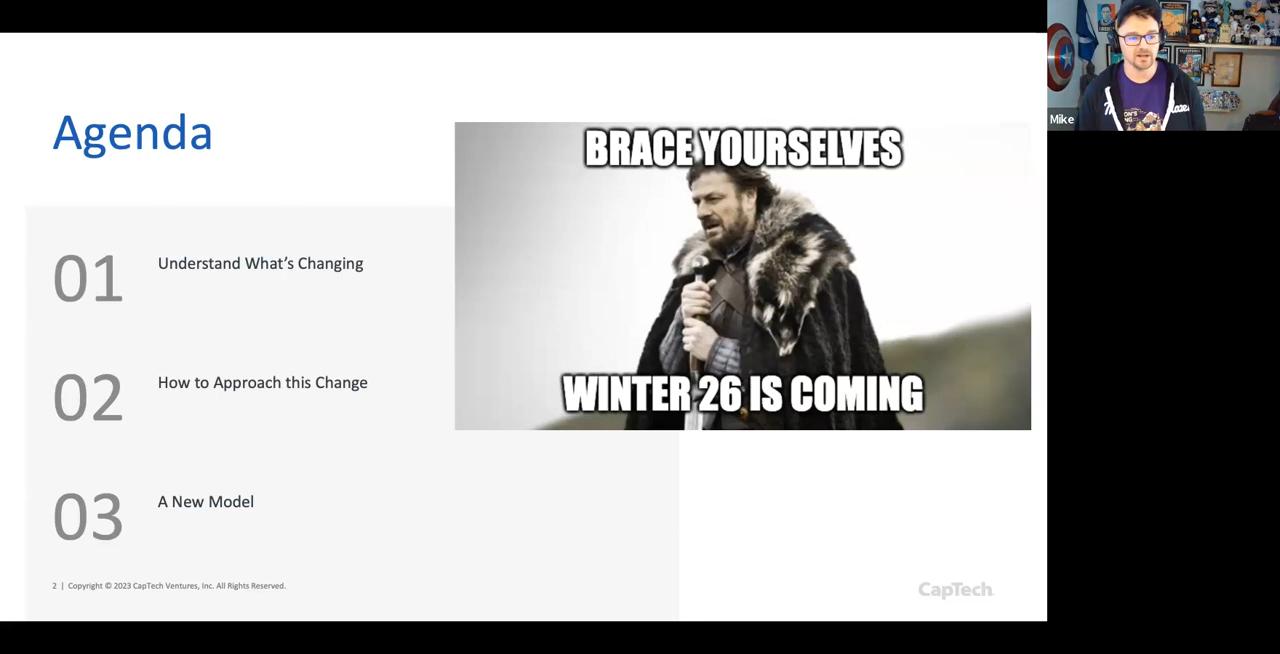 Agenda
BRACE YOURSELVES
WINTER 26 IS COMING
01
Understand What’s Changing
02
How to Approach this Change
03
A New Model
2 | Copyright © 2023 CapTech Ventures, Inc. All Rights Reserved.
CapTech
Mike